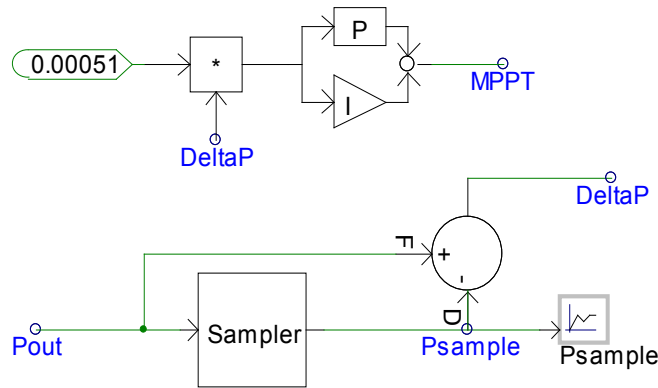 0.00051
*
P
I
MPPT
DeltaP
DeltaP
F
+
-
D
Pout
Sampler
Psample
Psample